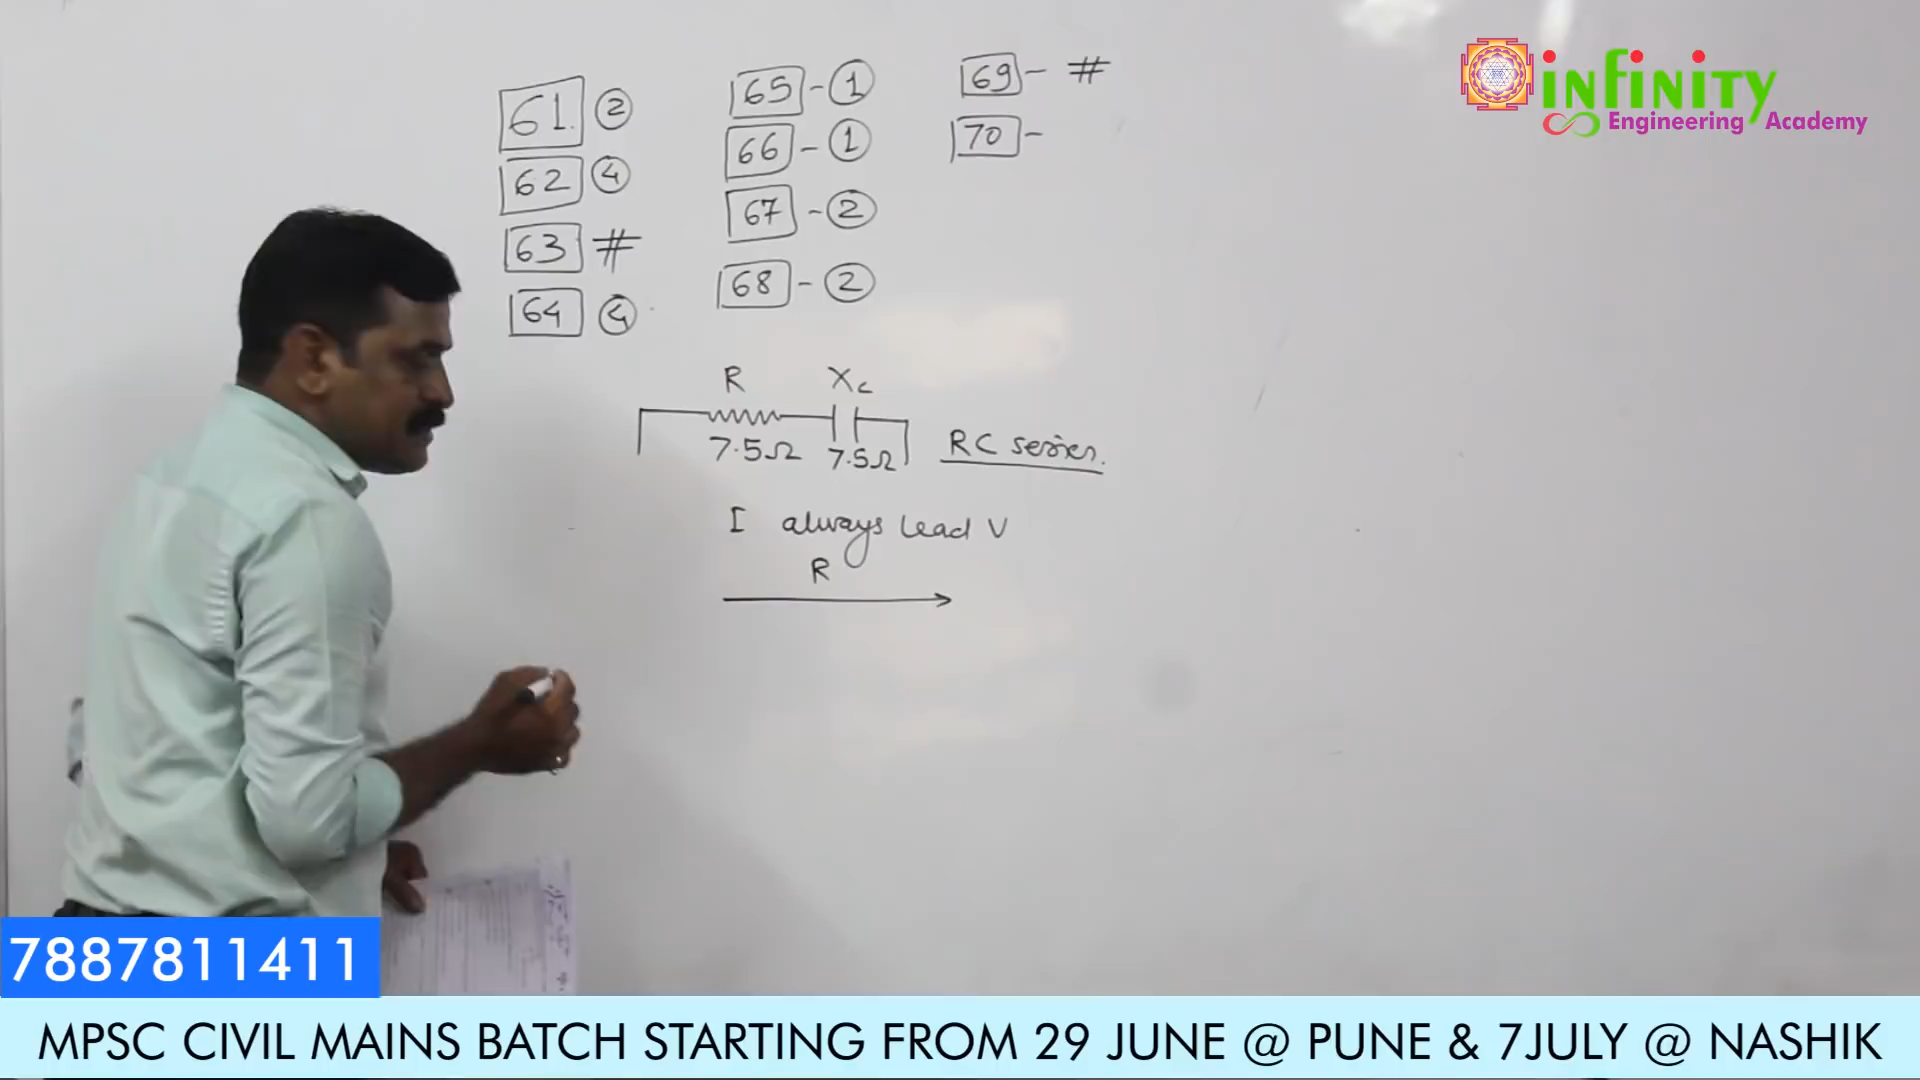 61. ②
62 ④
63 #
64 ④
65 - ①
66 - ①
67 - ②
68 - ②
69 - #
70 -
R Xc
7.5Ω 7.5Ω
RC series.
I always lead V
R
INFINITY
Engineering Academy
7887811411
MPSC CIVIL MAINS BATCH STARTING FROM 29 JUNE @ PUNE & 7JULY @ NASHIK